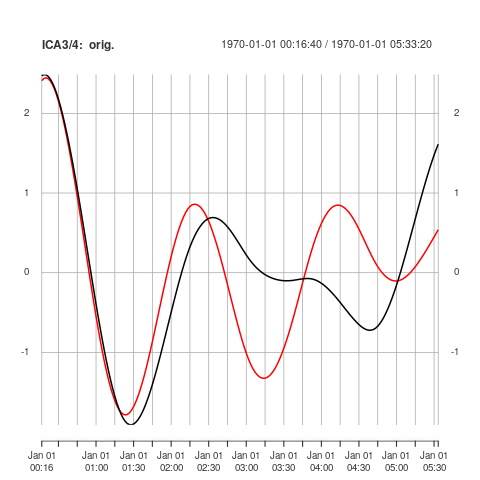 ICA3/4:  orig.
1970-01-01 00:16:40 / 1970-01-01 05:33:20
2 2
1 1
0 0
-1 -1
Jan 01 Jan 01 Jan 01 Jan 01 Jan 01 Jan 01 Jan 01 Jan 01 Jan 01 Jan 01 Jan 01
00:16 01:00 01:30 02:00 02:30 03:00 03:30 04:00 04:30 05:00 05:30